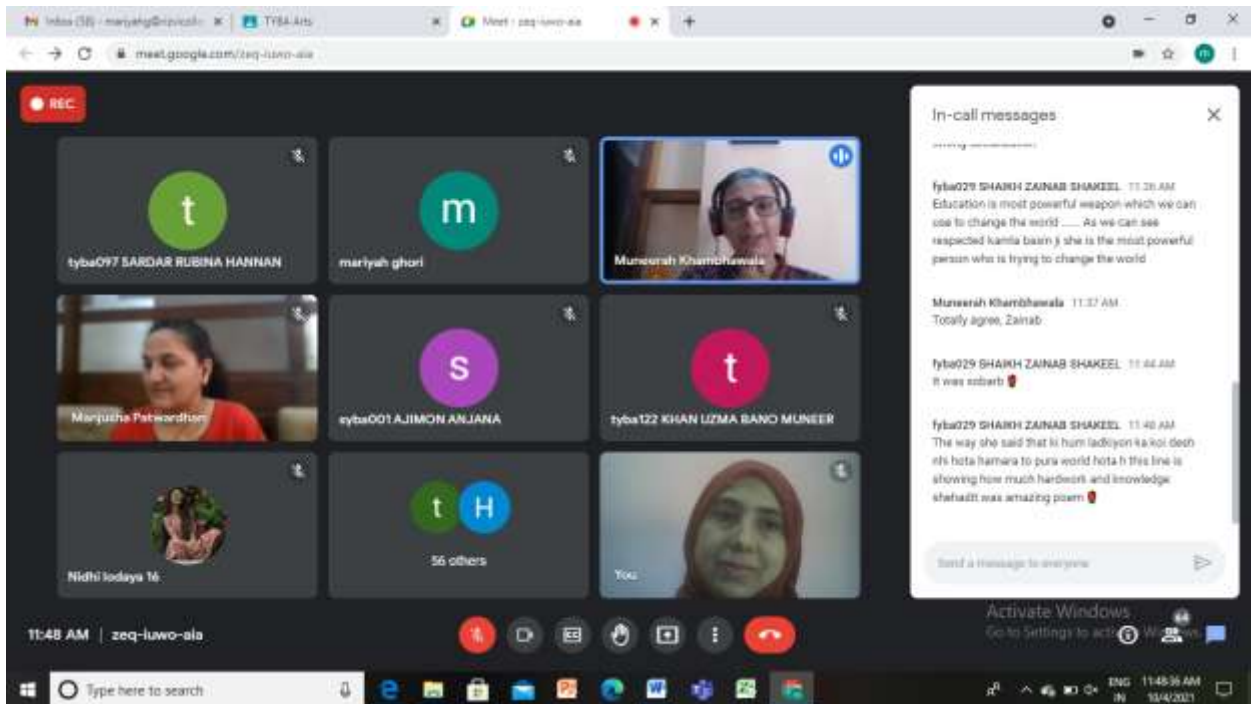 Inbox (58) -
TYBA-Arts
Meet - zeq-iuwo-aia
meet.google.com/zeq-iuwo-aia
REC
t
tyba097 SARDAR RUBINA HANNAN
m
mariyah ghori
Muneerah Khambhawala
Manjusha Patwardhan
s
syba001 AJIMON ANJANA
t
tyba122 KHAN UZMA BANO MUNEER
Nidhi lodaya 16
t H
56 others
You
In-call messages
fyba029 SHAIKH ZAINAB SHAKEEL 11:36 AM
Education is most powerful weapon which we can
use to change the world ...... As we can see
respected kamla basin ji she is the most powerful
person who is trying to change the world
Muneerah Khambhawala 11:37 AM
Totally agree, Zainab
fyba029 SHAIKH ZAINAB SHAKEEL 11:44 AM
It was
fyba029 SHAIKH ZAINAB SHAKEEL 11:48 AM
The way she said that ki hum ladkiyon ka koi desh
nhi hota hamara to pura world hota h this line is
showing how much hardwork and knowledge
was amazing poem
Send a message to everyone
Activate Windows
Go to Settings to
11:48 AM | zeq-iuwo-aia
Type here to search
ENG
IN
11:48:36 AM
10/4/2021